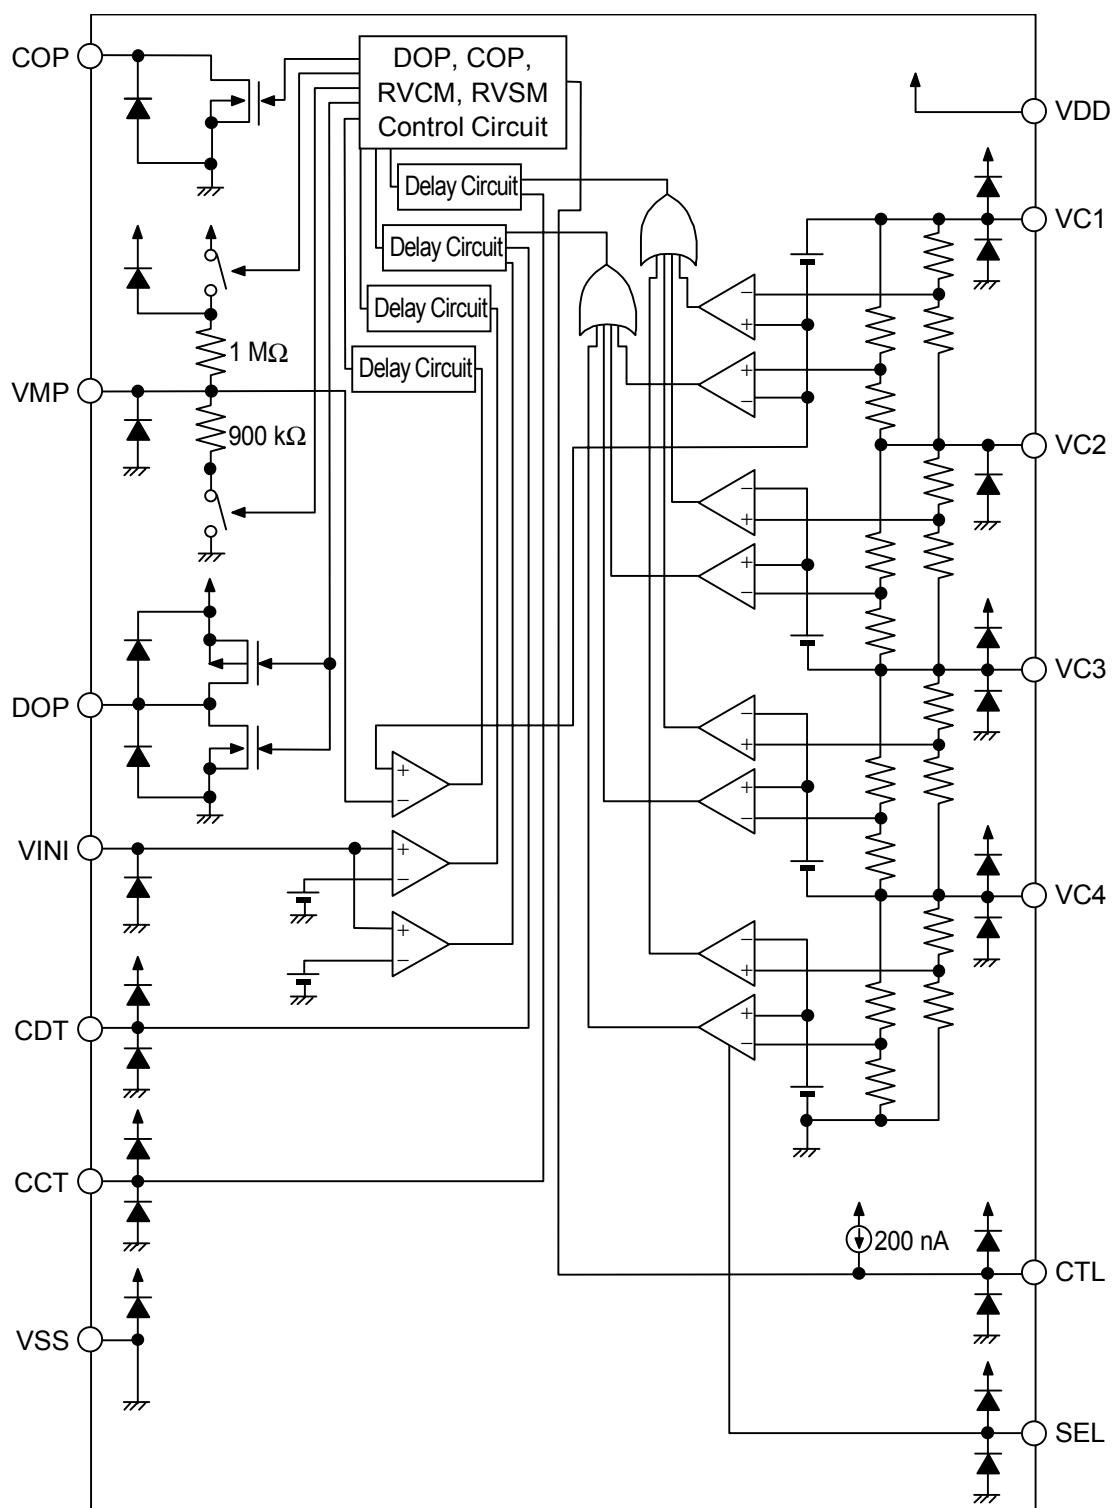 COP
DOP, COP,
RVCM, RVSM
Control Circuit
VDD
Delay Circuit
VC1
Delay Circuit
Delay Circuit
1 MΩ
Delay Circuit
VMP
900 kΩ
VC2
VC3
DOP
VINI
VC4
CDT
CCT
200 nA
CTL
VSS
SEL
− + + −
− + + −
− + + −
− + + −
+ −
+ −
+ −